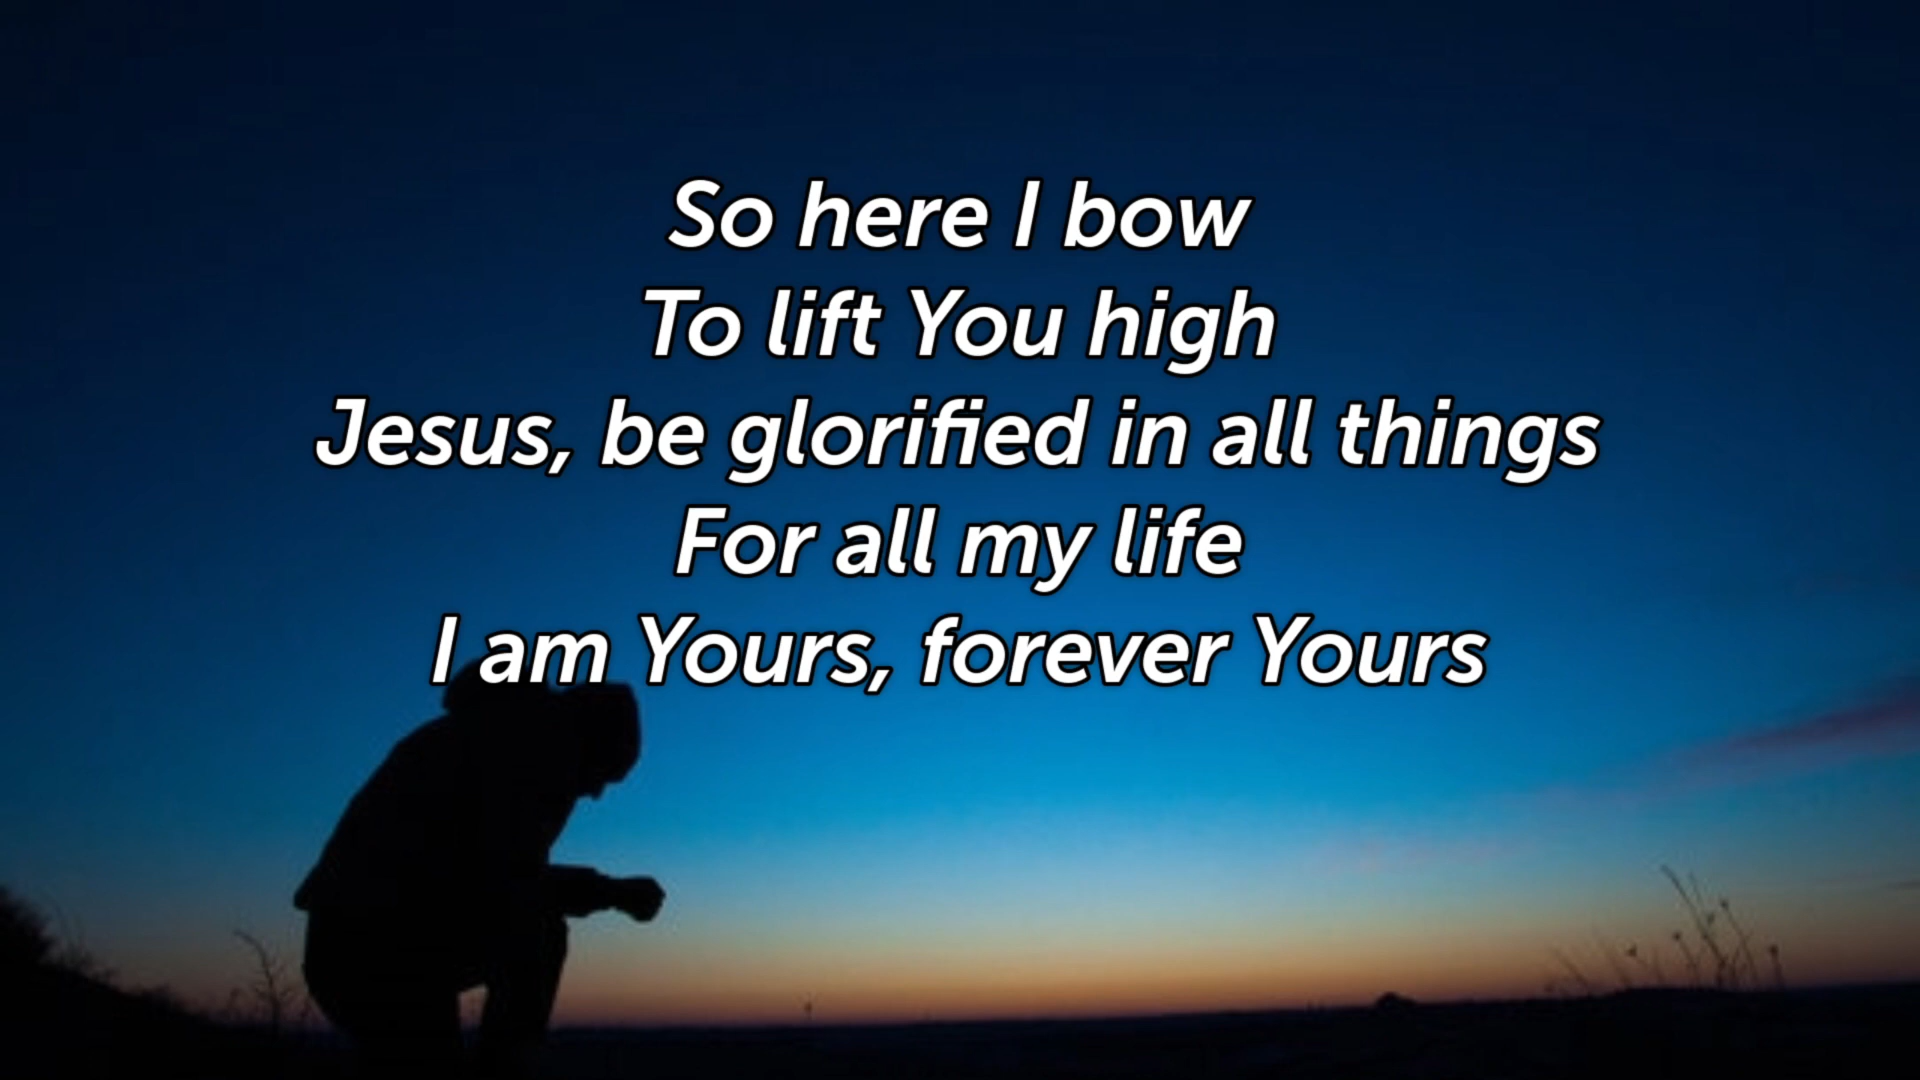 So here I bow
To lift You high
Jesus, be glorified in all things
For all my life
I am Yours, forever Yours